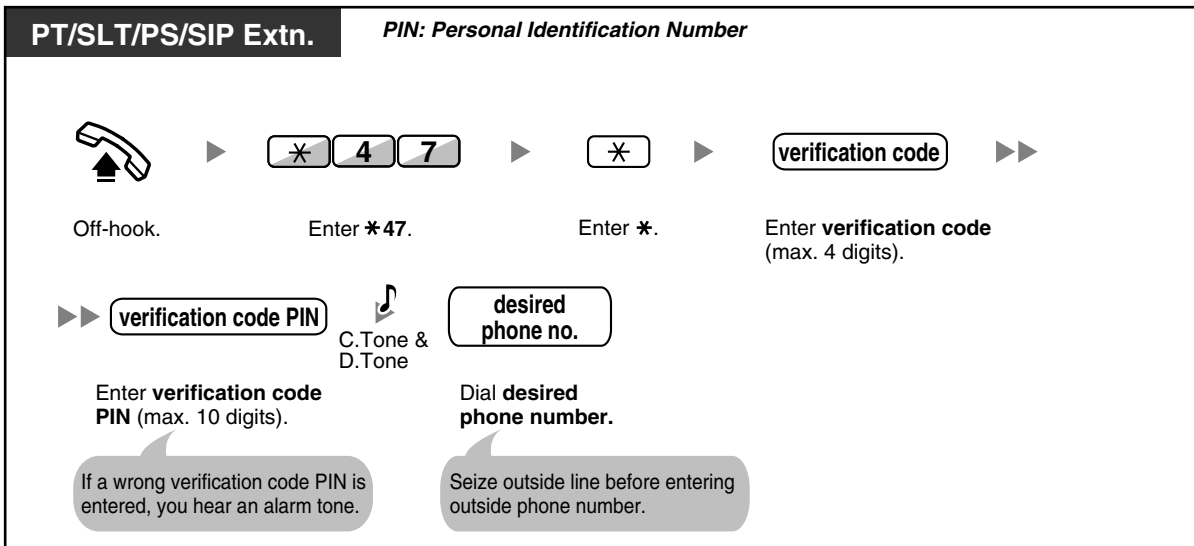 PT/SLT/PS/SIP Extn.
PIN: Personal Identification Number
* 4 7
*
verification code
Off-hook.
Enter *47.
Enter *.
Enter verification code
(max. 4 digits).
verification code PIN
C.Tone &
D.Tone
desired
phone no.
Enter verification code
PIN (max. 10 digits).
Dial desired
phone number.
If a wrong verification code PIN is
entered, you hear an alarm tone.
Seize outside line before entering
outside phone number.